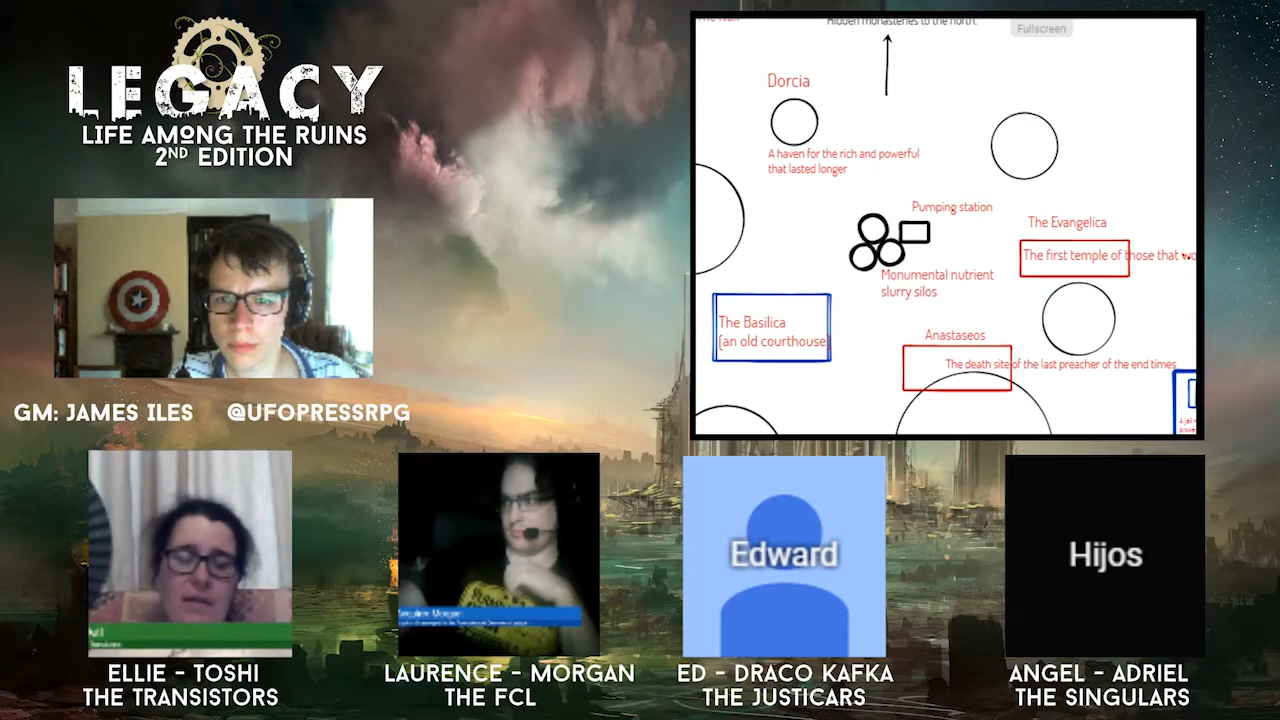 LEGACY
LIFE AMONG THE RUINS
2ND EDITION
GM: JAMES ILES @UFOPRESSRPG
Hidden monasteries to the north.
Fullscreen
Dorcia
A haven for the rich and powerful
that lasted longer
Pumping station
The Evangelica
The first temple of those that
Monumental nutrient
slurry silos
The Basilica
(an old courthouse)
Anastaseos
The death site of the last preacher of the end times
Edward
Hijos
ELLIE - TOSHI
THE TRANSISTORS
LAURENCE - MORGAN
THE FCL
ED - DRACO KAFKA
THE JUSTICARS
ANGEL - ADRIEL
THE SINGULARS